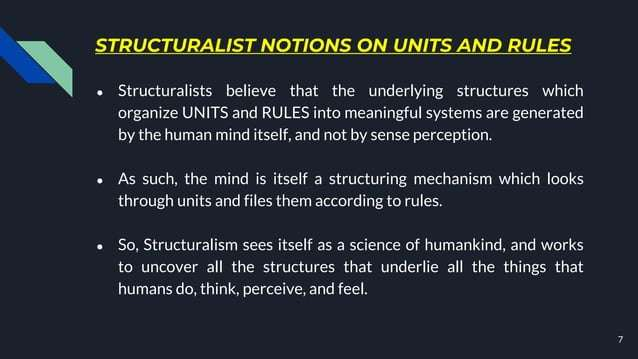 STRUCTURALIST NOTIONS ON UNITS AND RULES
● Structuralists believe that the underlying structures which
organize UNITS and RULES into meaningful systems are generated
by the human mind itself, and not by sense perception.
● As such, the mind is itself a structuring mechanism which looks
through units and files them according to rules.
● So, Structuralism sees itself as a science of humankind, and works
to uncover all the structures that underlie all the things that
humans do, think, perceive, and feel.
7